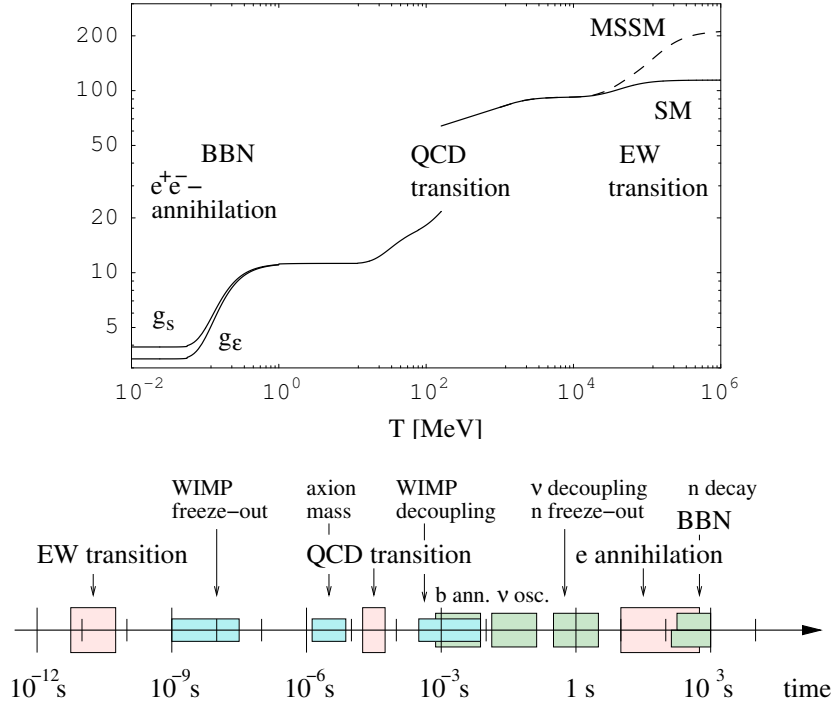 200
MSSM
100
SM
50
BBN
QCD
EW
transition
transition
e⁺e⁻−
annihilation
20
10
gₛ
5
gε
10⁻²
10⁰
10²
10⁴
10⁶
T [MeV]
WIMP
freeze−out
axion
mass
WIMP
decoupling
ν decoupling
n freeze−out
n decay
BBN
EW transition
QCD transition
e annihilation
b ann.
ν osc.
10⁻¹²s
10⁻⁹s
10⁻⁶s
10⁻³s
1 s
10³s
time